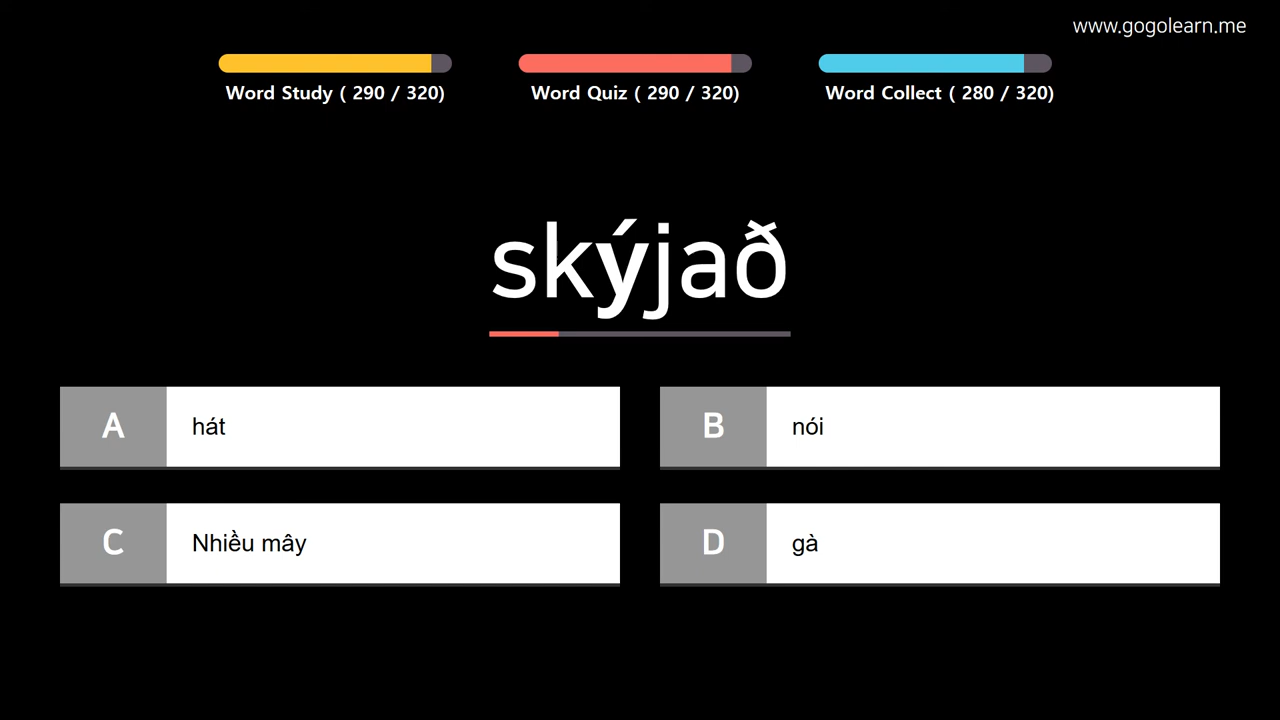 www.gogolearn.me
Word Study ( 290 / 320)
Word Quiz ( 290 / 320)
Word Collect ( 280 / 320)
skýjað
A hát
B nói
C Nhiều mây
D gà